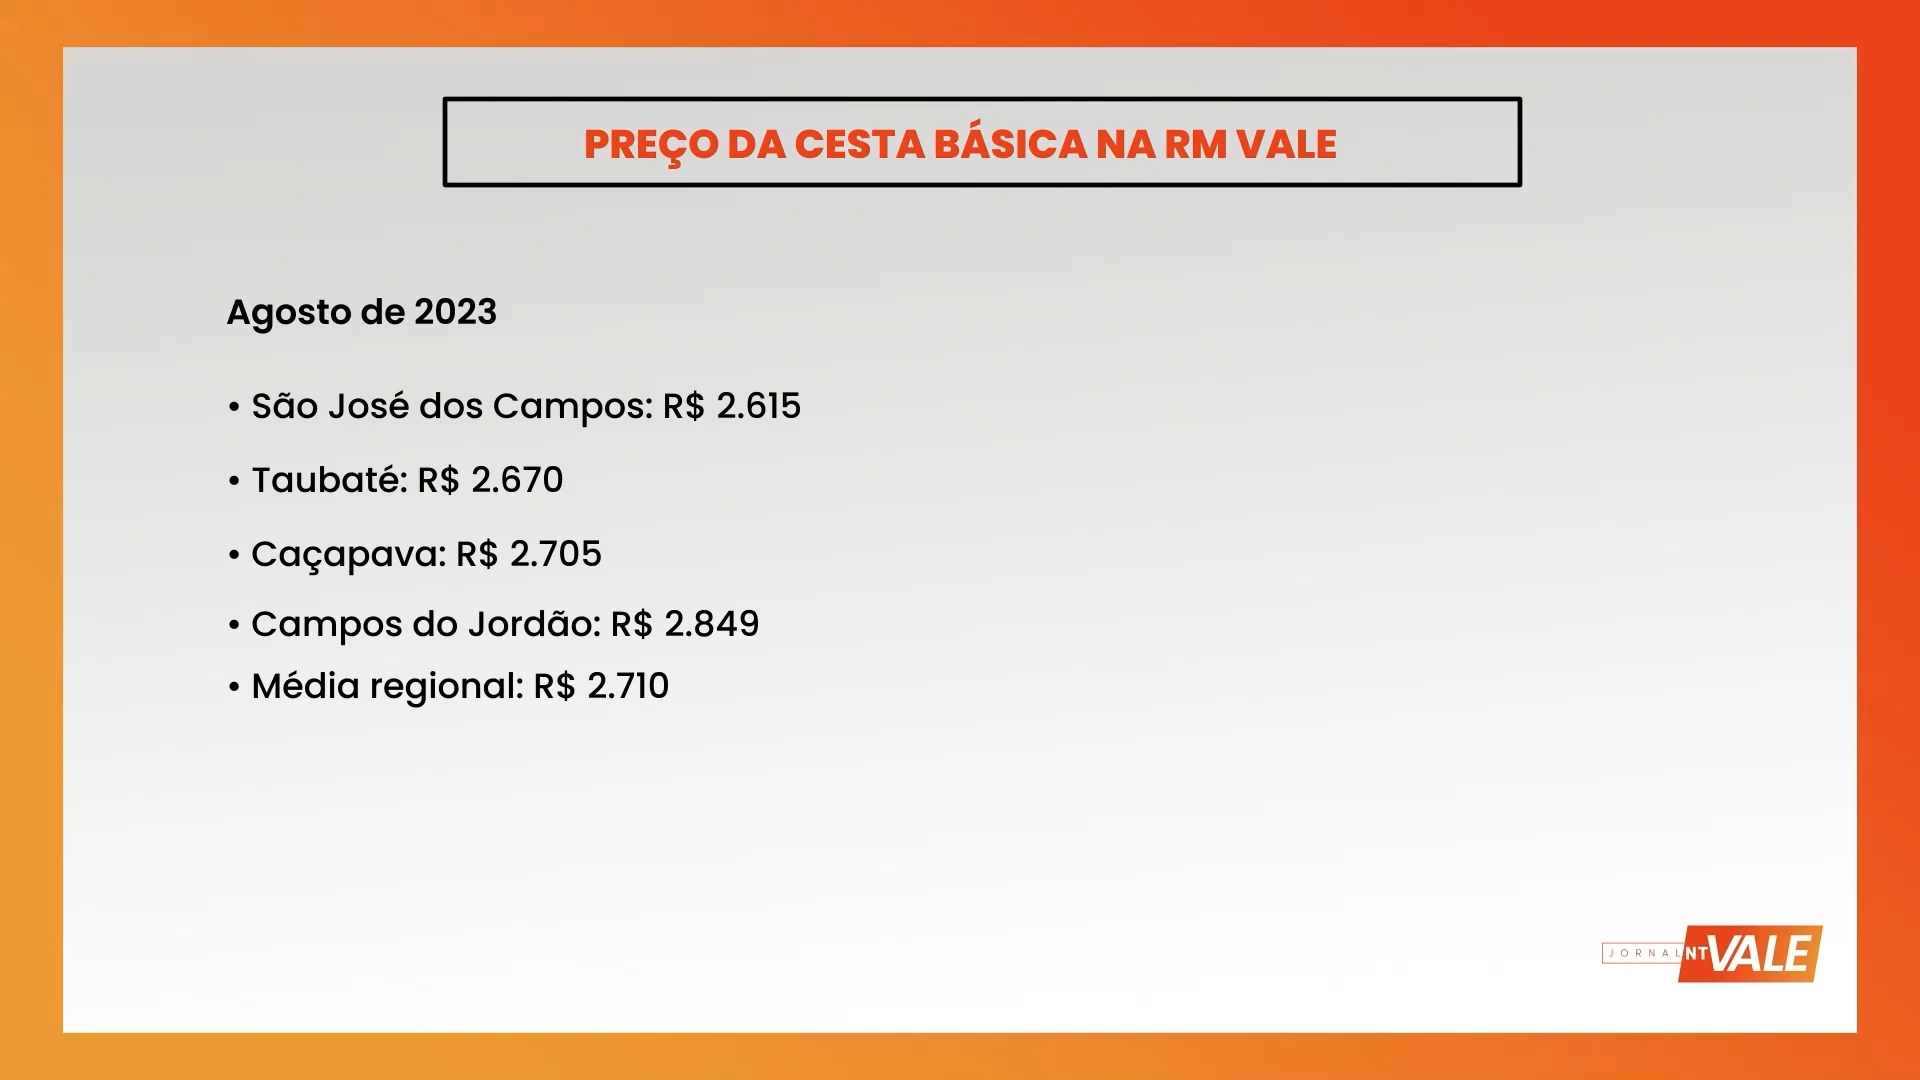 PREÇO DA CESTA BÁSICA NA RM VALE
Agosto de 2023
• São José dos Campos: R$ 2.615
• Taubaté: R$ 2.670
• Caçapava: R$ 2.705
• Campos do Jordão: R$ 2.849
• Média regional: R$ 2.710
JORNAL NT VALE